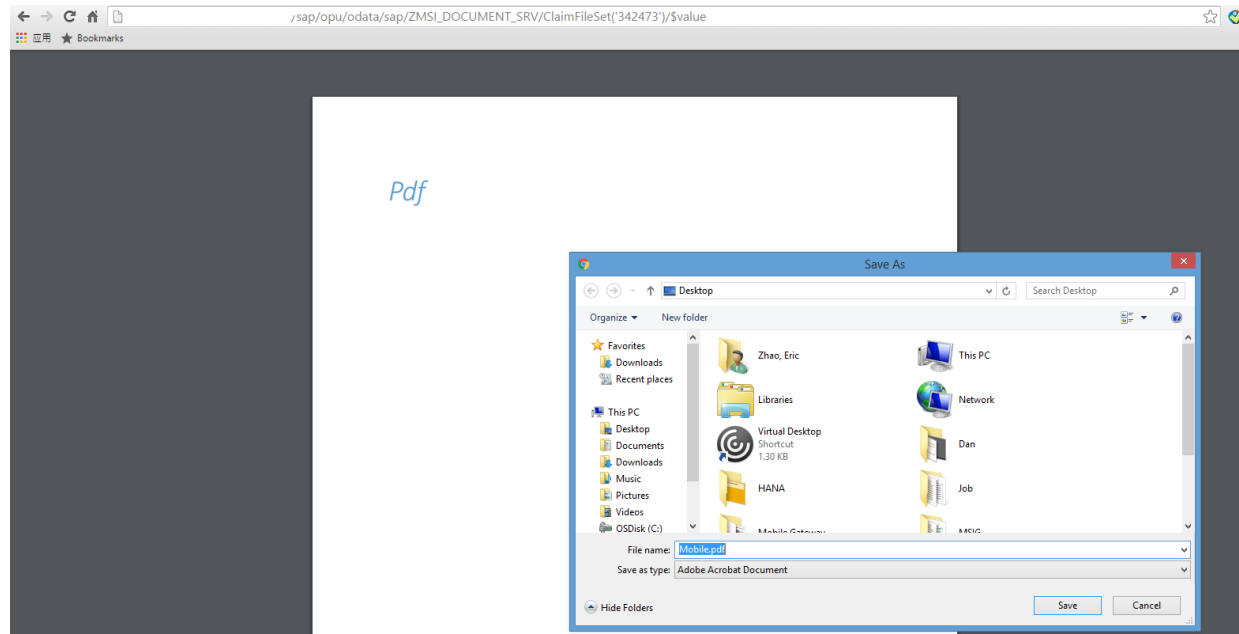 /sap/opu/odata/sap/ZMSI_DOCUMENT_SRV/ClaimFileSet('342473')/$value
应用 Bookmarks
Pdf
Save As
Desktop
Search Desktop
Organize New folder
Favorites
Downloads
Recent places
This PC
Desktop
Documents
Downloads
Music
Pictures
Videos
OSDisk (C:)
Zhao, Eric
This PC
Libraries
Network
Virtual Desktop
Shortcut
1.30 KB
Dan
HANA
Job
Mobile Gateway
MSIG
File name: Mobile.pdf
Save as type: Adobe Acrobat Document
Hide Folders
Save Cancel